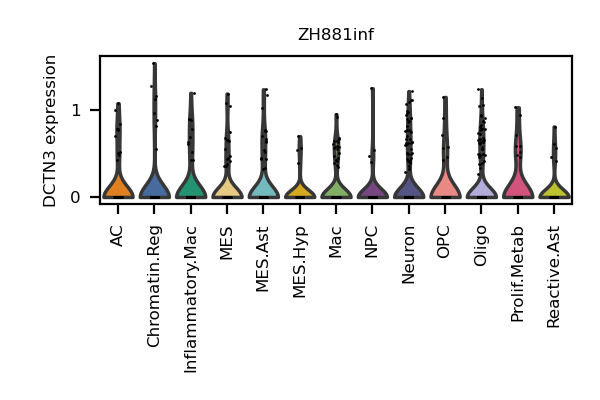 ZH881inf
DCTN3 expression
1
0
AC
Chromatin.Reg
Inflammatory.Mac
MES
MES.Ast
MES.Hyp
Mac
NPC
Neuron
OPC
Oligo
Prolif.Metab
Reactive.Ast